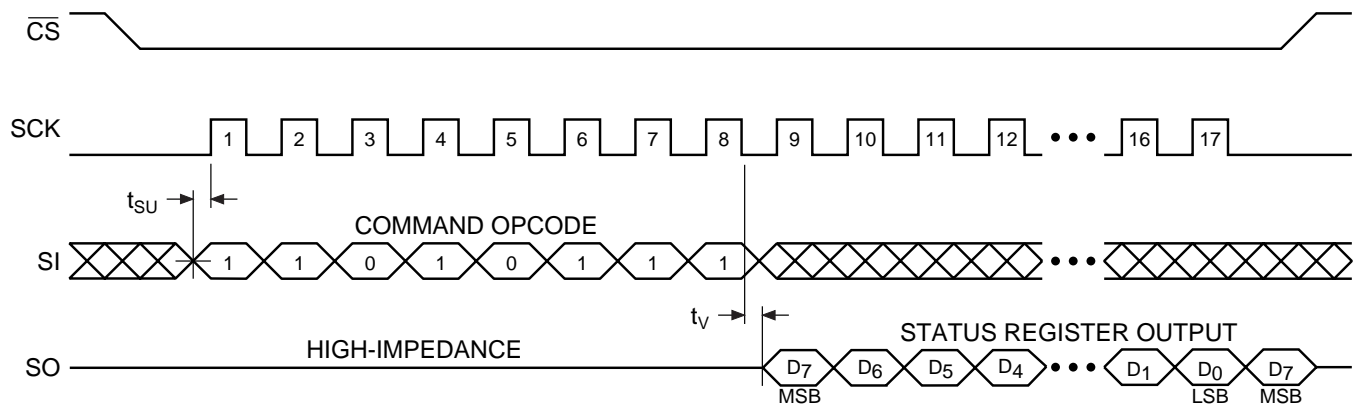 CS
SCK 1 2 3 4 5 6 7 8 9 10 11 12 ••• 16 17
tSU
COMMAND OPCODE
SI 1 1 0 1 0 1 1 1 •••
tV
HIGH-IMPEDANCE
STATUS REGISTER OUTPUT
SO D7 D6 D5 D4 ••• D1 D0 D7
MSB LSB MSB